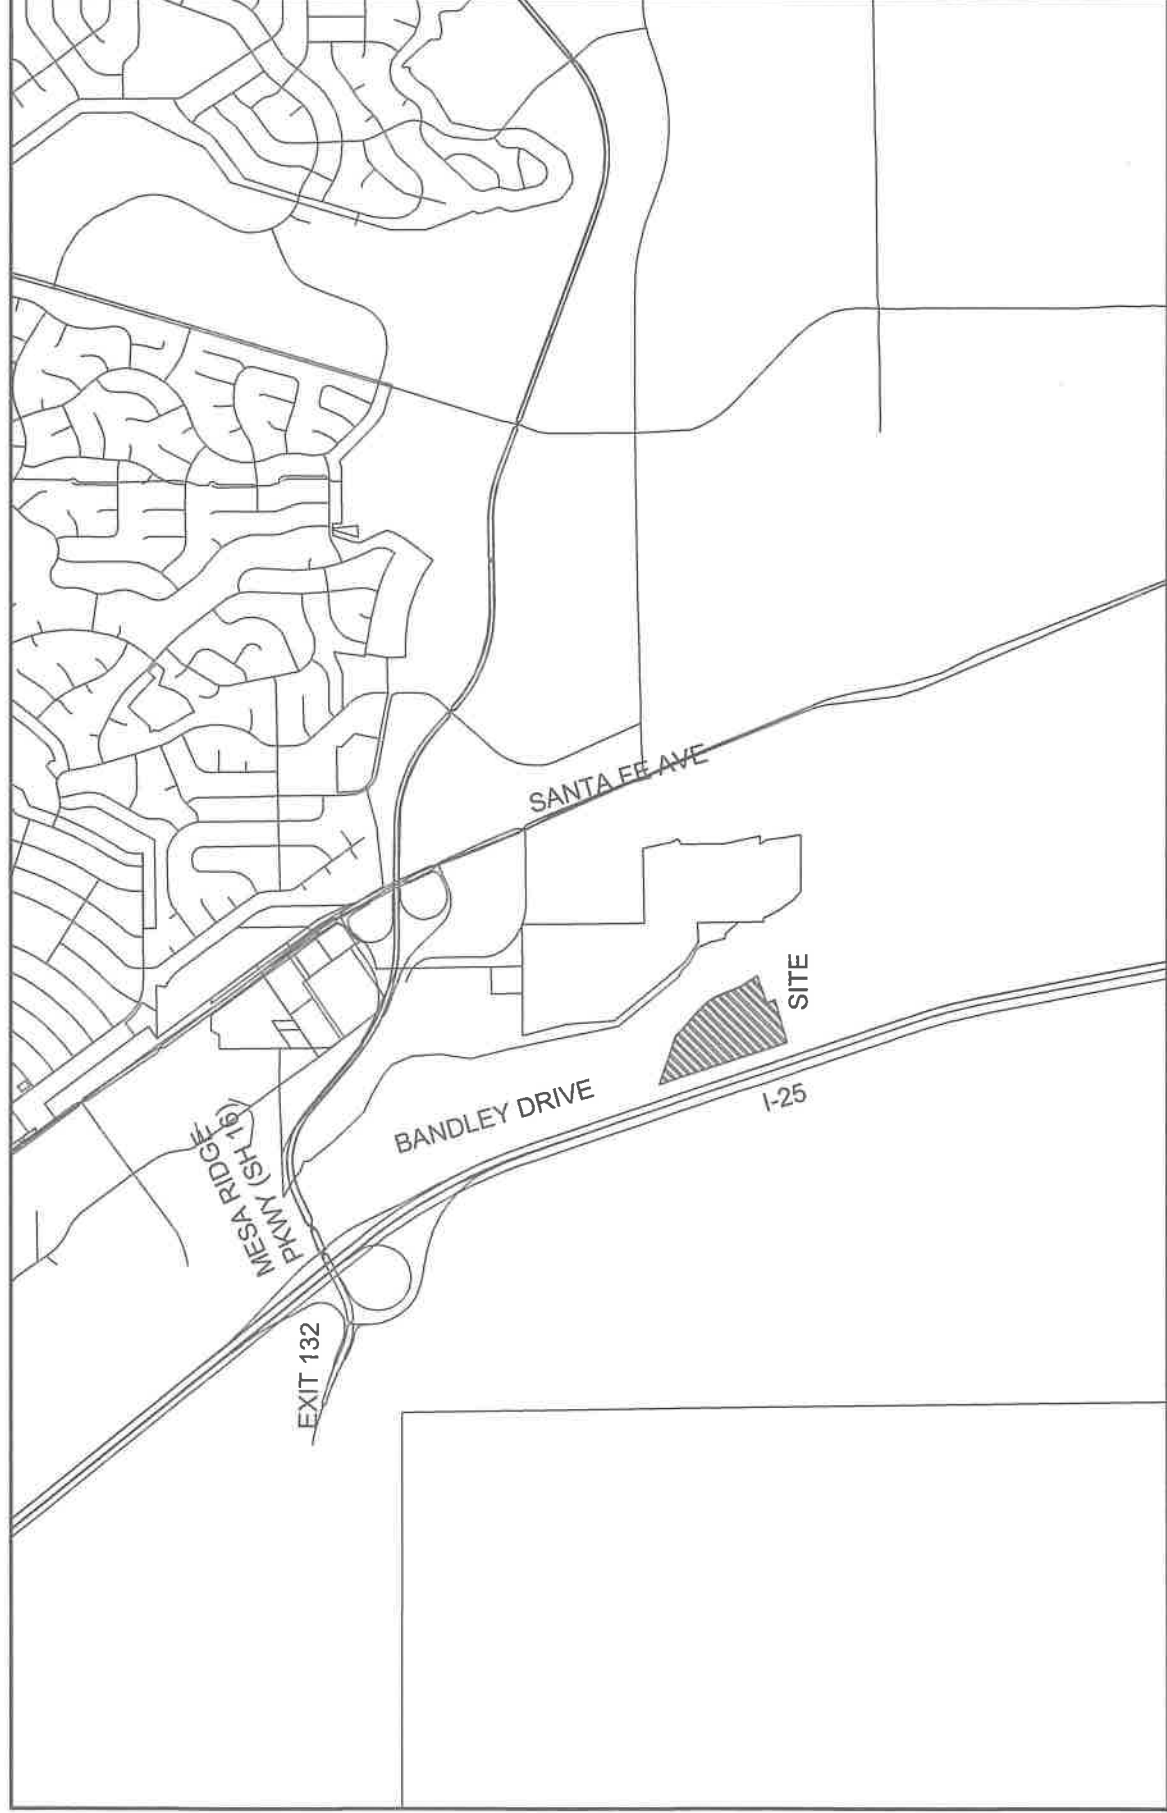 SANTA FE AVE
SITE
BANDLEY DRIVE
I-25
MESA RIDGE
PKWY (SH 16)
EXIT 132